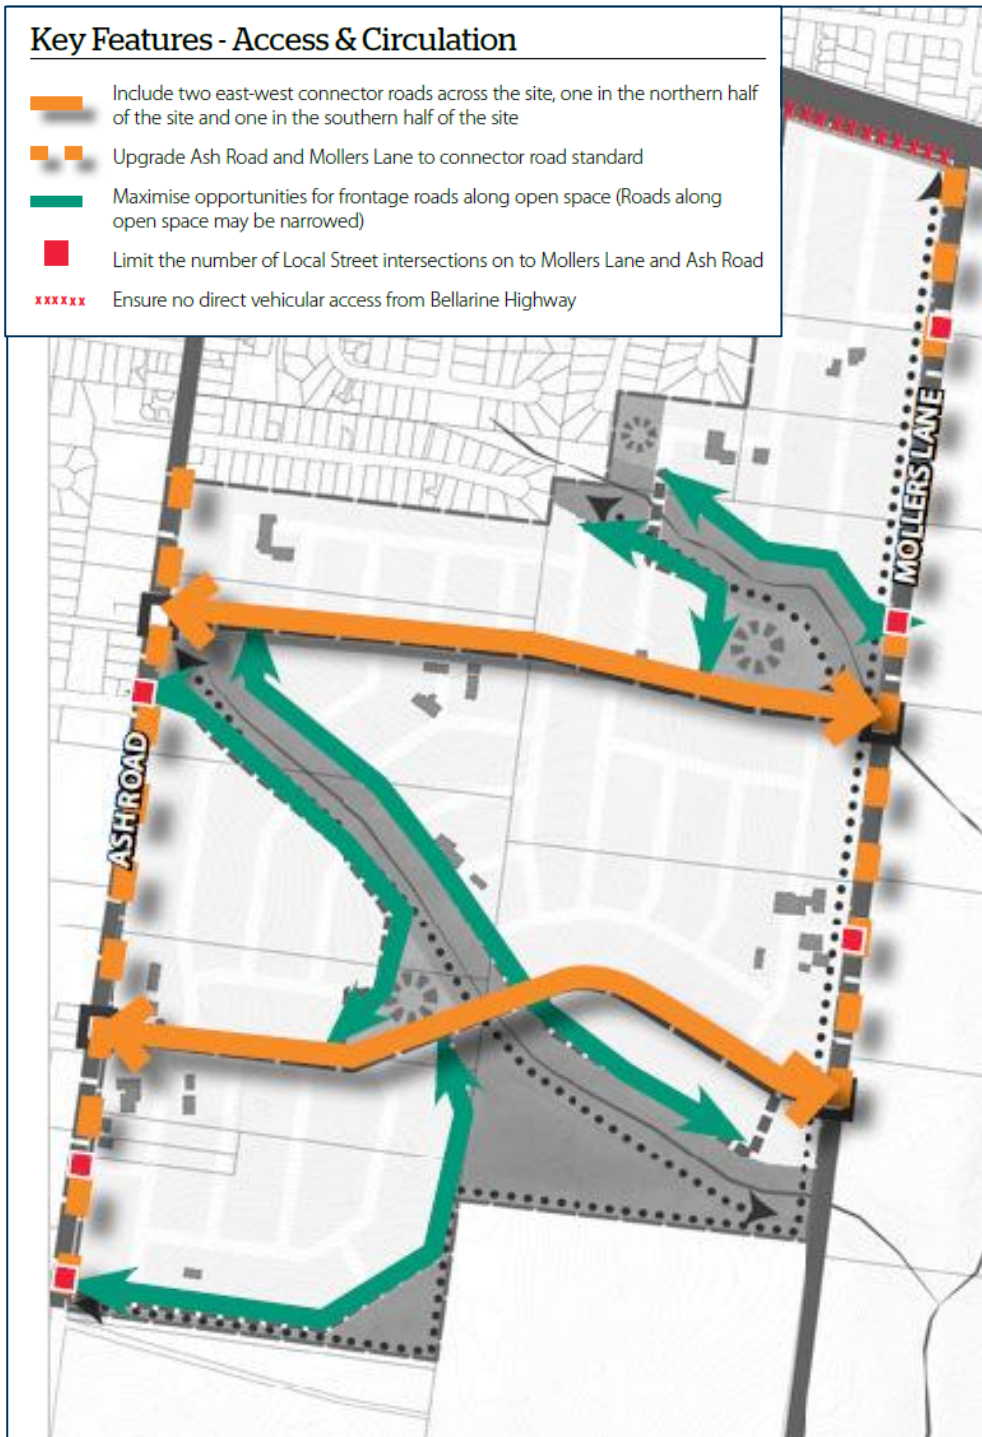 Key Features - Access & Circulation
Include two east-west connector roads across the site, one in the northern half
of the site and one in the southern half of the site
Upgrade Ash Road and Mollers Lane to connector road standard
Maximise opportunities for frontage roads along open space (Roads along
open space may be narrowed)
Limit the number of Local Street intersections on to Mollers Lane and Ash Road
xxxxxx Ensure no direct vehicular access from Bellarine Highway
MOLLERS LANE
ASH ROAD